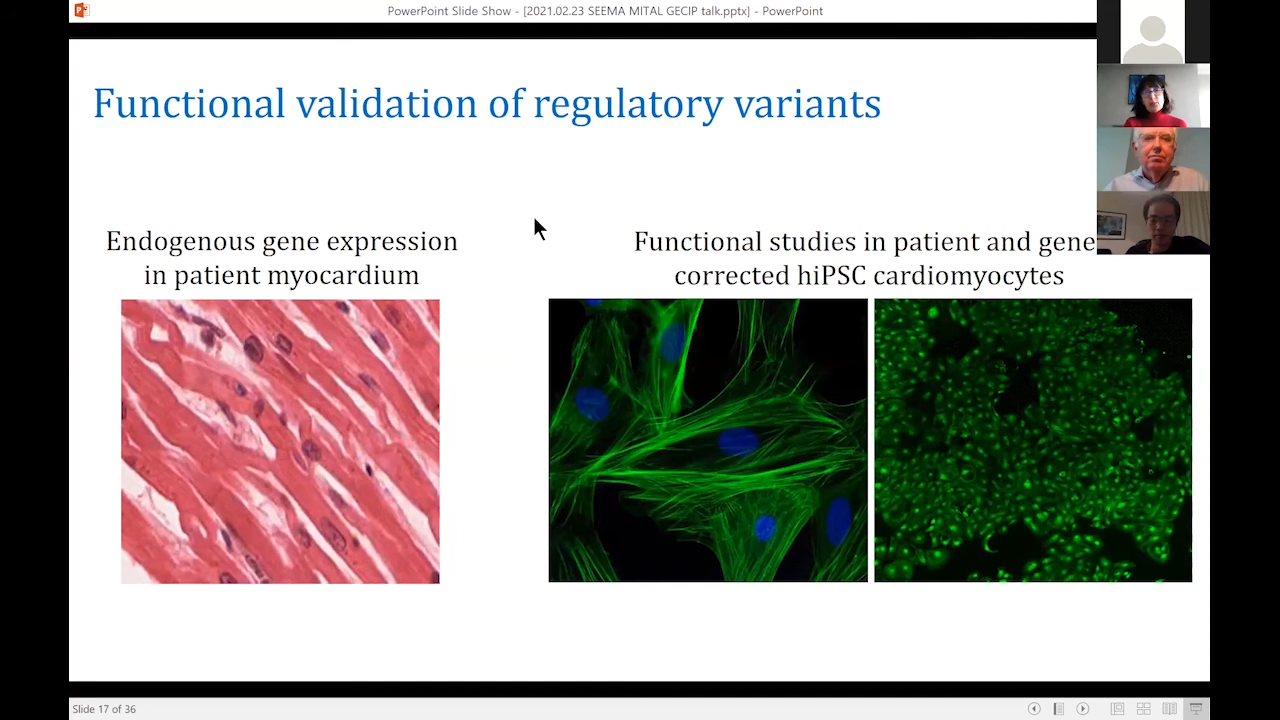 PowerPoint Slide Show - [2021.02.23 SEEMA MITAL GECIP talk.pptx] - PowerPoint
Functional validation of regulatory variants
Endogenous gene expression
in patient myocardium
Functional studies in patient and gene
corrected hiPSC cardiomyocytes
Slide 17 of 36